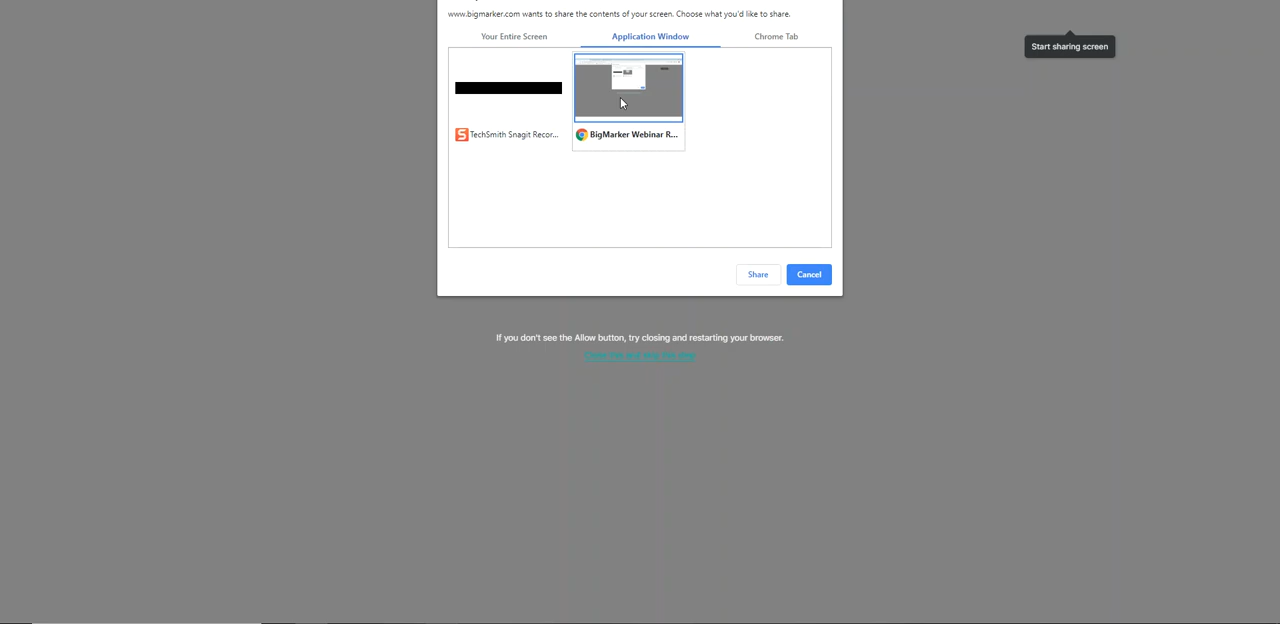 www.bigmarker.com wants to share the contents of your screen. Choose what you'd like to share.
Your Entire Screen Application Window Chrome Tab
Start sharing screen
TechSmith Snagit Recor... BigMarker Webinar R...
Share Cancel
If you don't see the Allow button, try closing and restarting your browser.